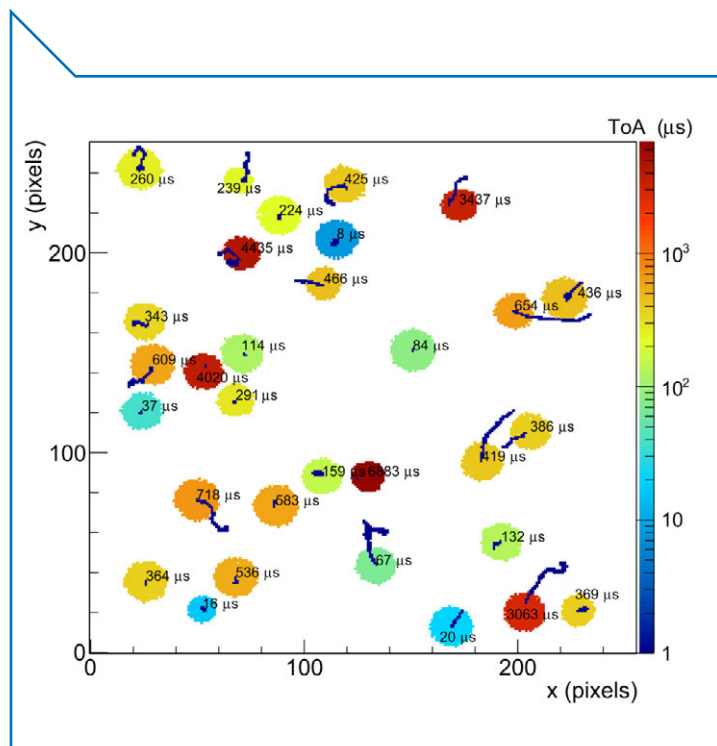 ToA (μs)
y (pixels)
260 μs
239 μs
425 μs
3437 μs
224 μs
8 μs
4435 μs
200
10³
466 μs
436 μs
654 μs
343 μs
114 μs
84 μs
609 μs
4020 μs
10²
291 μs
37 μs
386 μs
100
419 μs
159 μs
6883 μs
718 μs
583 μs
10
132 μs
67 μs
364 μs
536 μs
369 μs
16 μs
3063 μs
20 μs
0
1
0
100
200
x (pixels)